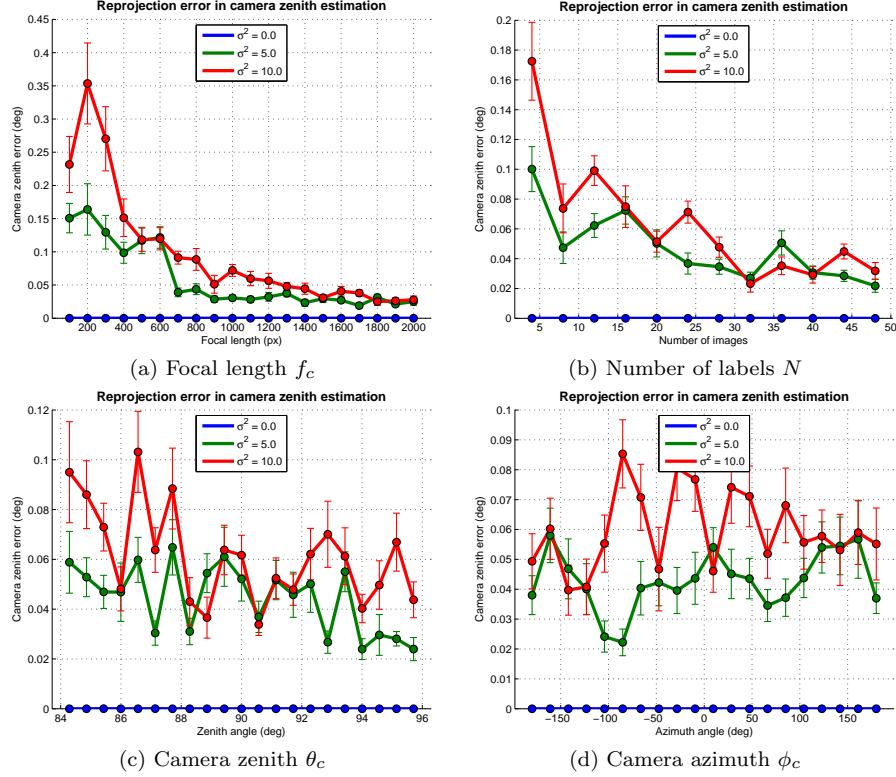 Reprojection error in camera zenith estimation
Camera zenith error (deg)
0.45
0.4
0.35
0.3
0.25
0.2
0.15
0.1
0.05
0
σ² = 0.0
σ² = 5.0
σ² = 10.0
200 400 600 800 1000 1200 1400 1600 1800 2000
Focal length (px)
(a) Focal length f_c
Reprojection error in camera zenith estimation
Camera zenith error (deg)
0.2
0.18
0.16
0.14
0.12
0.1
0.08
0.06
0.04
0.02
0
σ² = 0.0
σ² = 5.0
σ² = 10.0
5 10 15 20 25 30 35 40 45 50
Number of images
(b) Number of labels N
Reprojection error in camera zenith estimation
Camera zenith error (deg)
0.12
0.1
0.08
0.06
0.04
0.02
0
σ² = 0.0
σ² = 5.0
σ² = 10.0
84 86 88 90 92 94 96
Zenith angle (deg)
(c) Camera zenith θ_c
Reprojection error in camera zenith estimation
Camera zenith error (deg)
0.1
0.09
0.08
0.07
0.06
0.05
0.04
0.03
0.02
0.01
0
σ² = 0.0
σ² = 5.0
σ² = 10.0
−150 −100 −50 0 50 100 150
Azimuth angle (deg)
(d) Camera azimuth ϕ_c